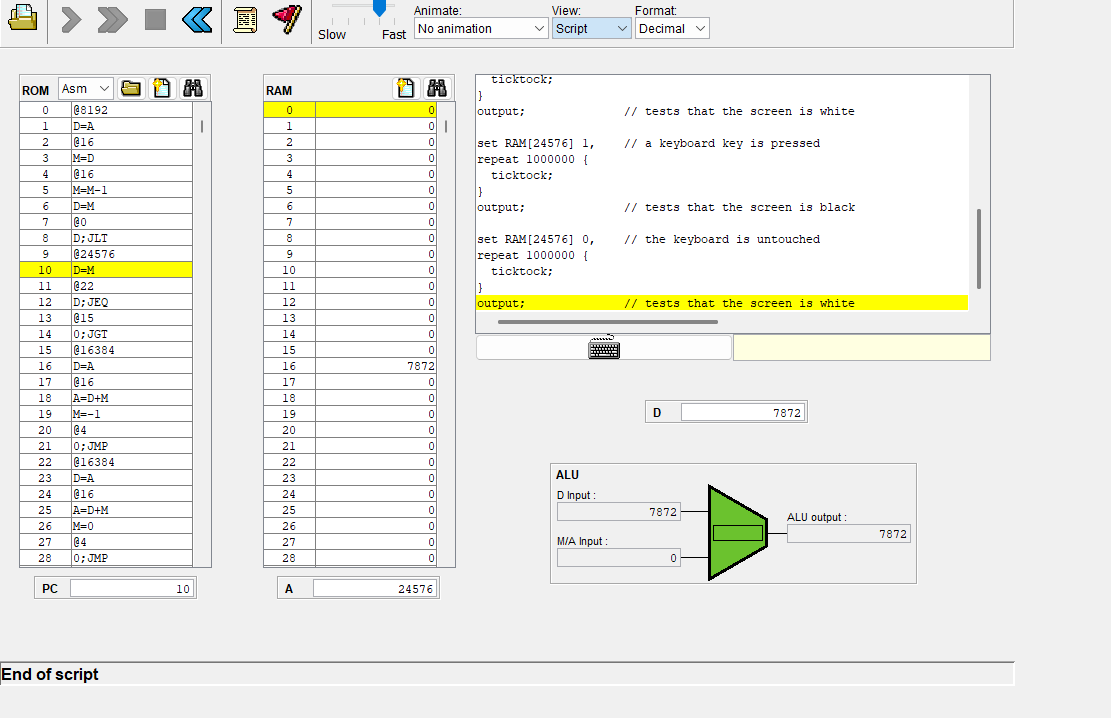 Animate: View: Format:
No animation Script Decimal
Slow Fast
ROM Asm
0 @8192
1 D=A
2 @16
3 M=D
4 @16
5 M=M-1
6 D=M
7 @0
8 D;JLT
9 @24576
10 D=M
11 @22
12 D;JEQ
13 @15
14 0;JGT
15 @16384
16 D=A
17 @16
18 A=D+M
19 M=-1
20 @4
21 0;JMP
22 @16384
23 D=A
24 @16
25 A=D+M
26 M=0
27 @4
28 0;JMP
PC 10
RAM
0 0
1 0
2 0
3 0
4 0
5 0
6 0
7 0
8 0
9 0
10 0
11 0
12 0
13 0
14 0
15 0
16 7872
17 0
18 0
19 0
20 0
21 0
22 0
23 0
24 0
25 0
26 0
27 0
28 0
A 24576
ticktock;
}
output; // tests that the screen is white
set RAM[24576] 1, // a keyboard key is pressed
repeat 1000000 {
ticktock;
}
output; // tests that the screen is black
set RAM[24576] 0, // the keyboard is untouched
repeat 1000000 {
ticktock;
}
output; // tests that the screen is white
D 7872
ALU
D Input :
7872
M/A Input :
0
ALU output :
7872
End of script